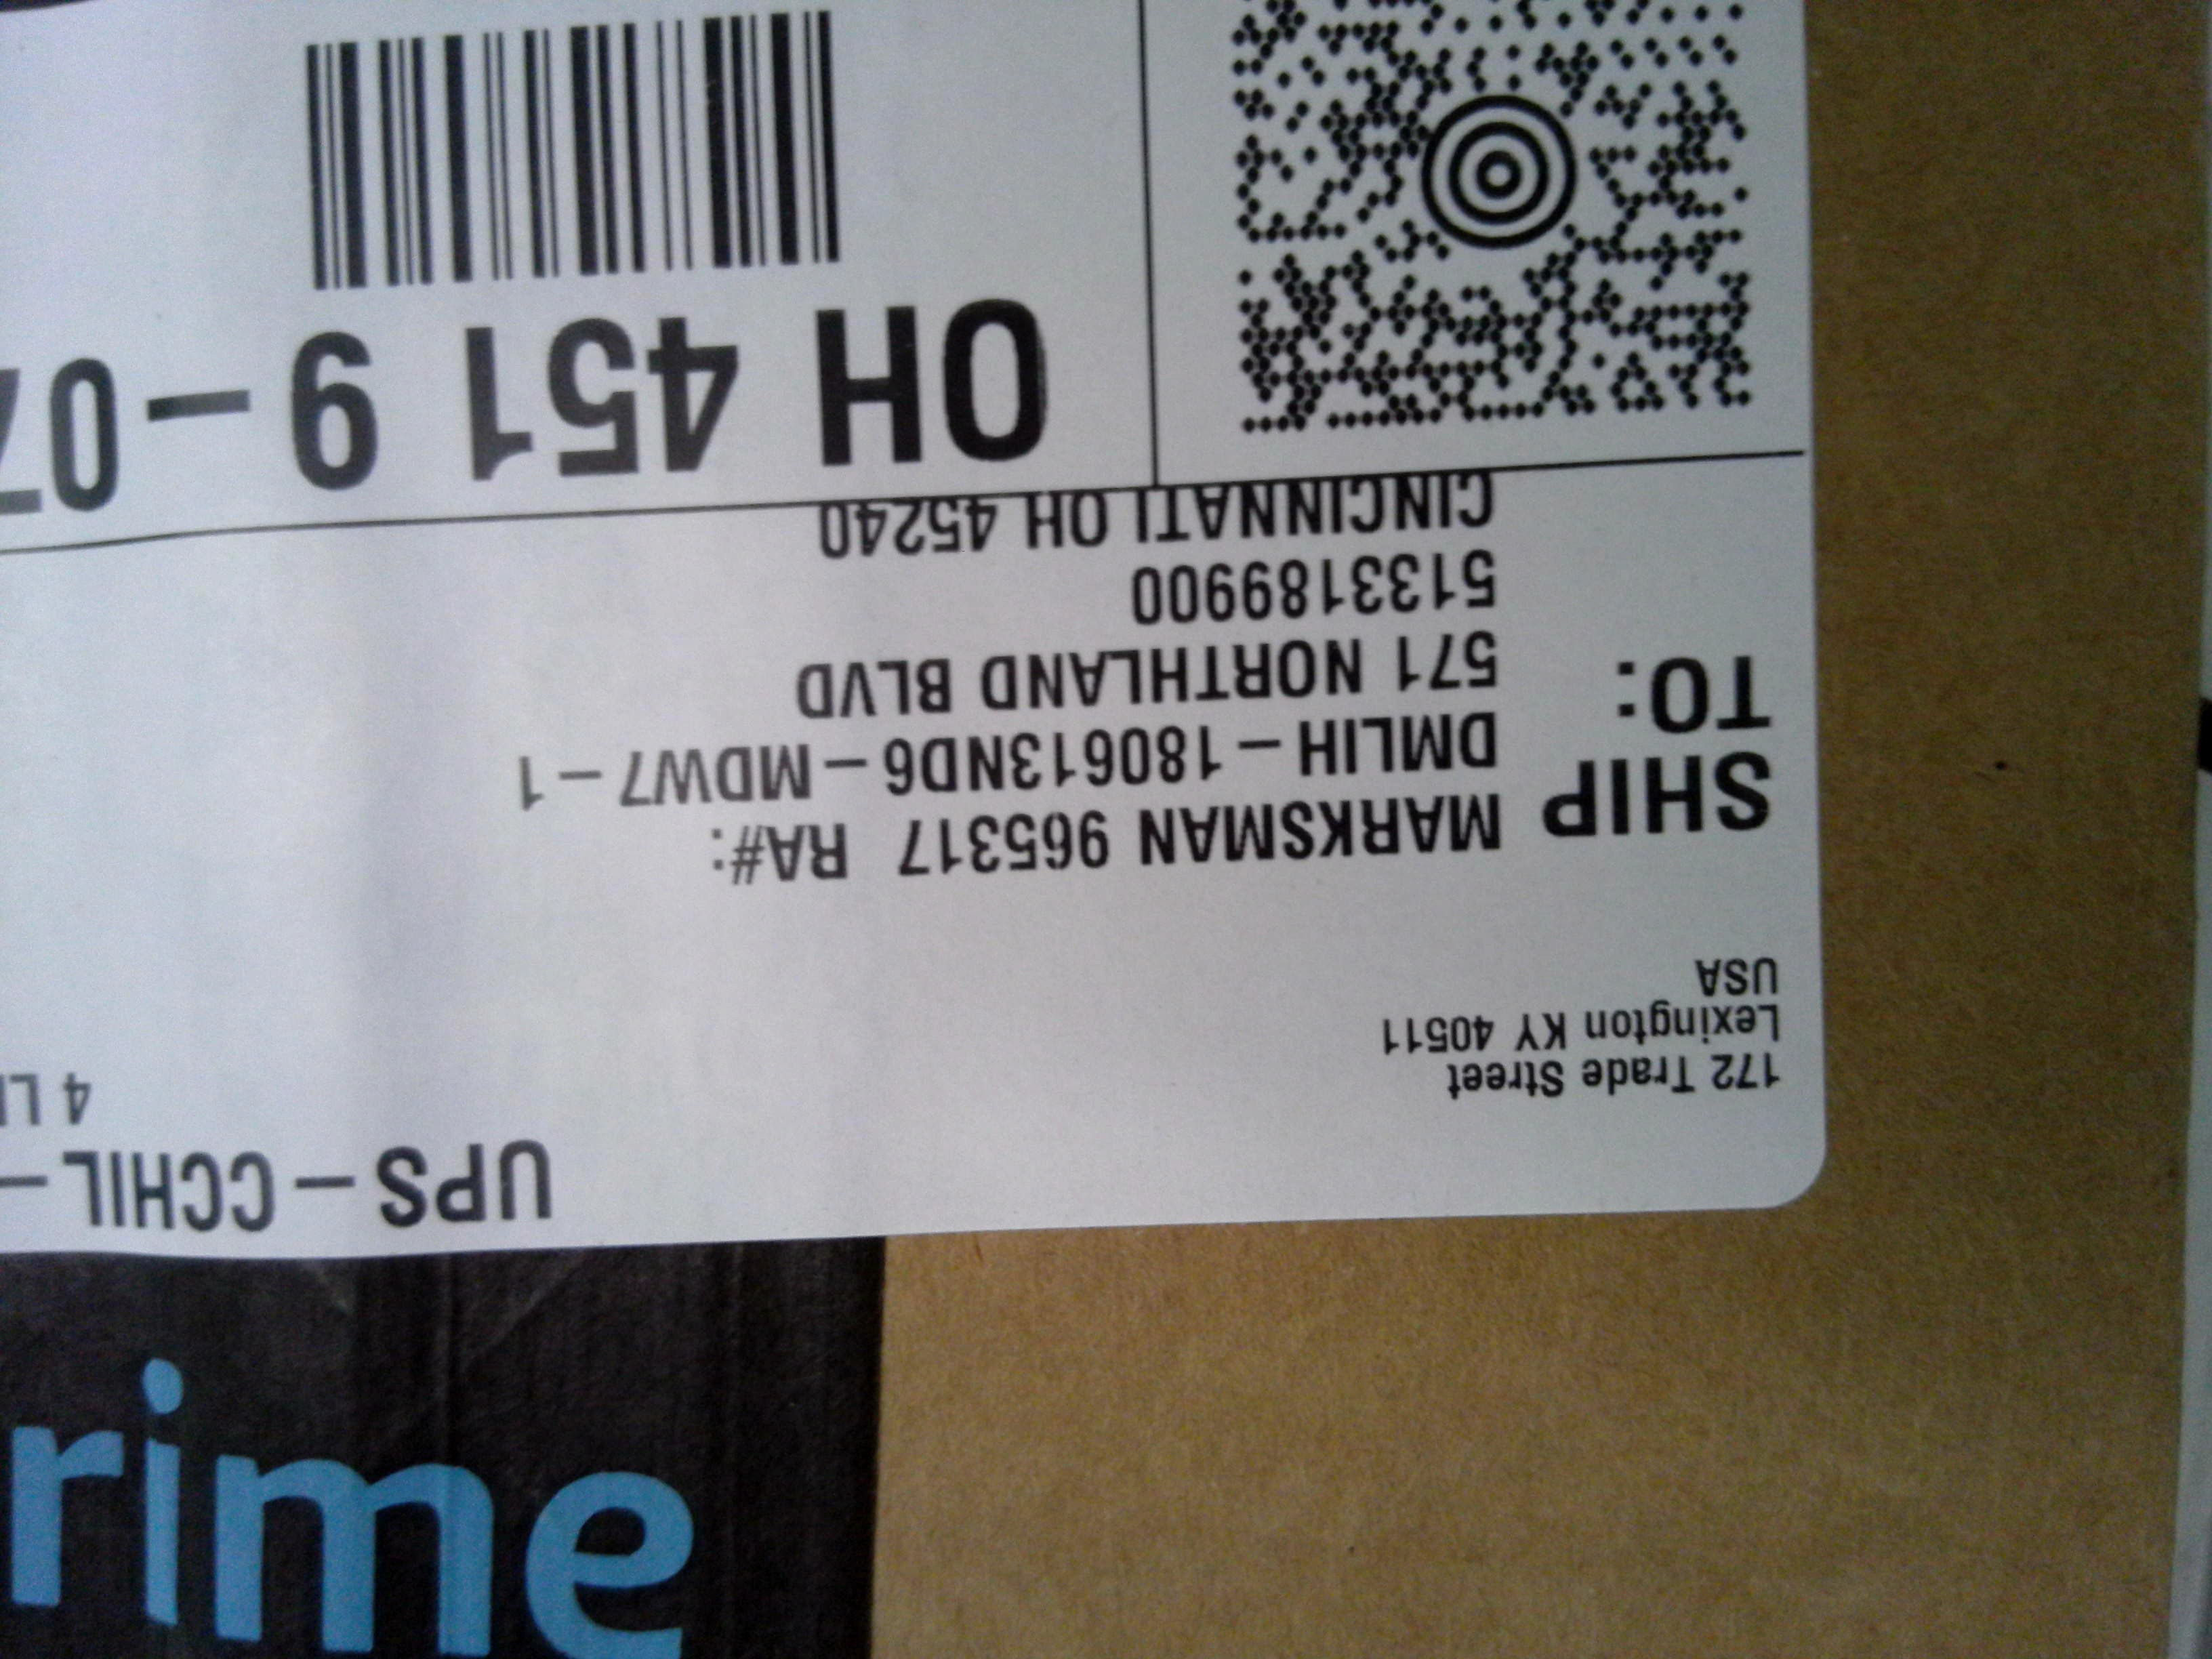 UPS-CCHIL-
4 L
172 Trade Street
Lexington KY 40511
USA
SHIP
TO:
MARKSMAN 965317 RA#:
DMLIH-180613ND6-MDW7-1
571 NORTHLAND BLVD
5133189900
CINCINNATI OH 45240
OH 451 9-07
rime